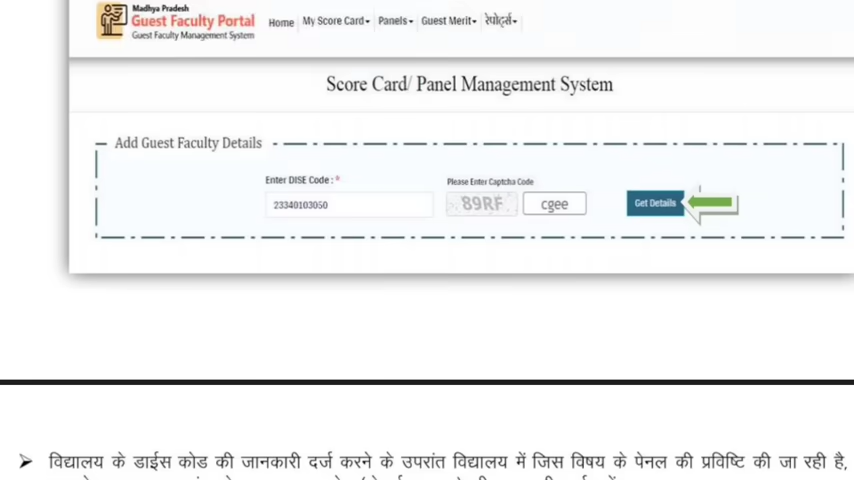 Madhya Pradesh
Guest Faculty Portal
Guest Faculty Management System
Home My Score Card Panels Guest Merit रिपोर्ट्स
Score Card/ Panel Management System
Add Guest Faculty Details
Enter DISE Code : *
Please Enter Captcha Code
23340103050
89RF
cgee
Get Details
➢ विद्यालय के डाईस कोड की जानकारी दर्ज करने के उपरांत विद्यालय में जिस विषय के पेनल की प्रविष्टि की जा रही है,